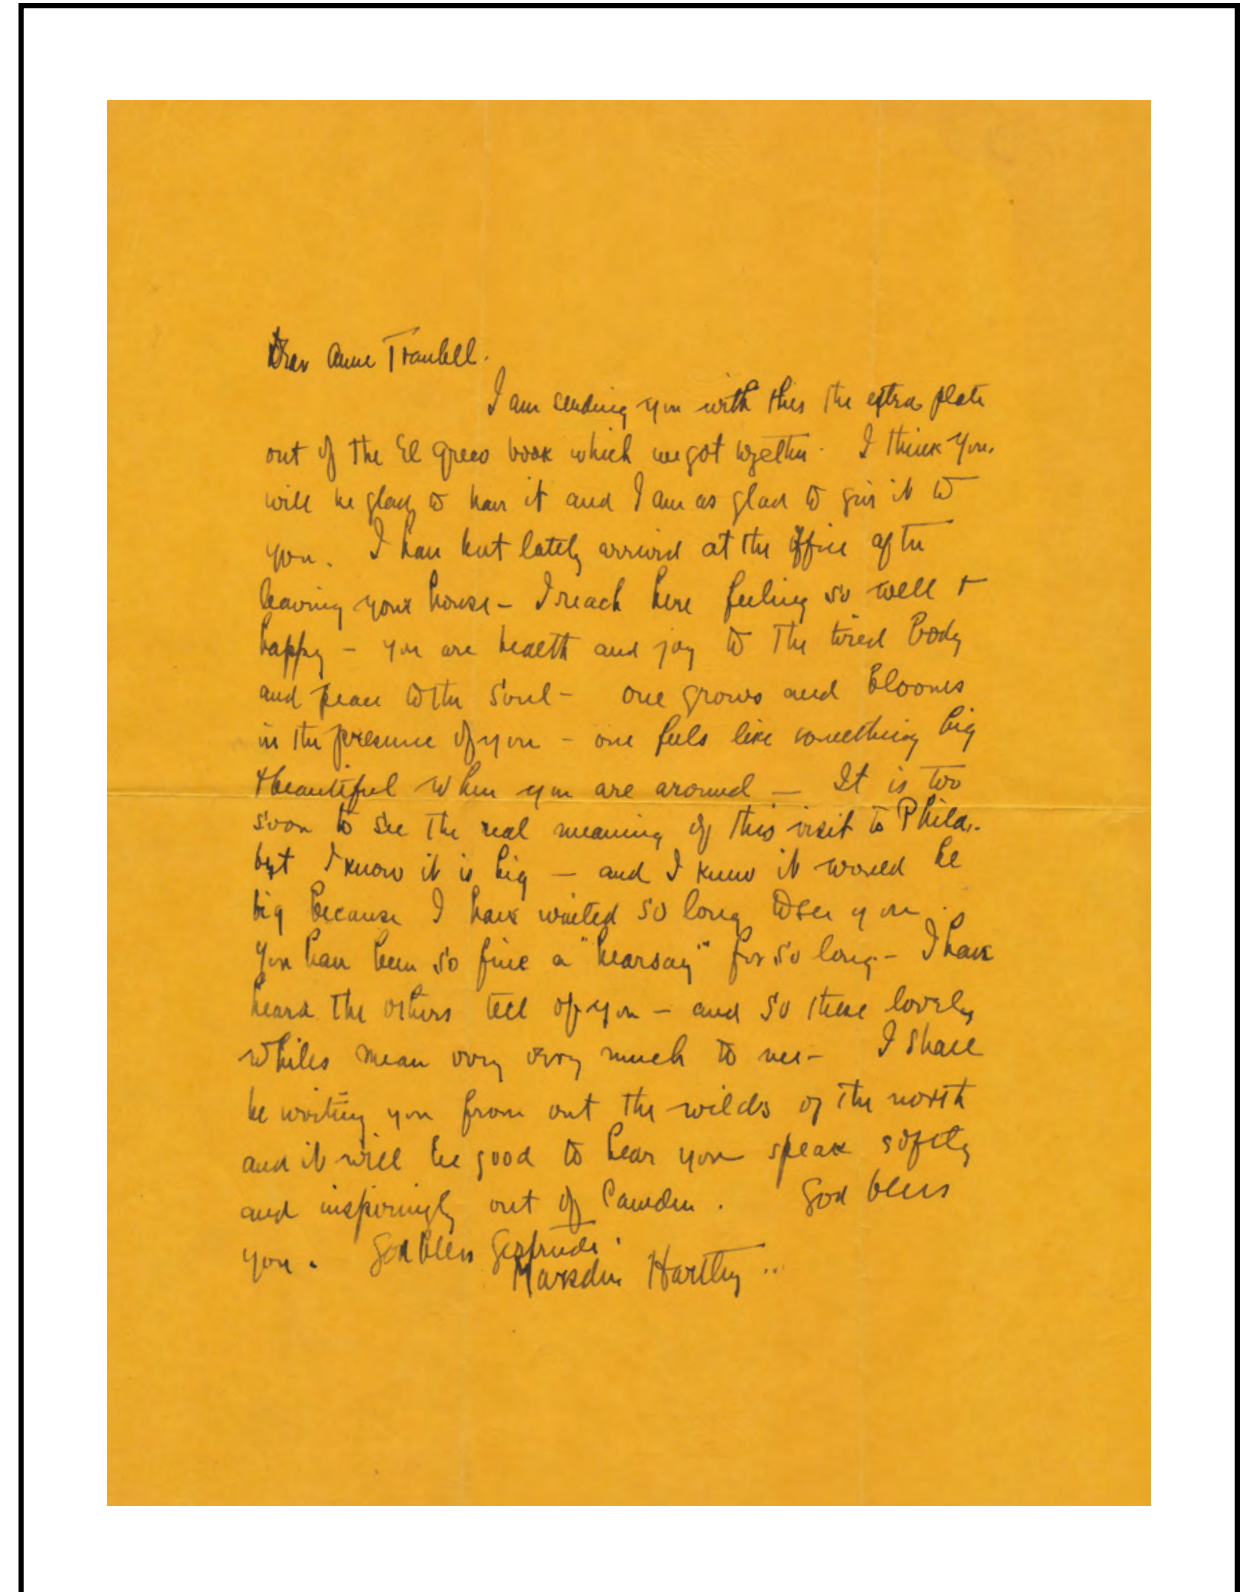 Dear Anne Traubell.
I am sending you with this the extra plate
out of the El Greco book which we got together. I think you
will be glad to have it and I am as glad to give it to
you. I have but lately arrived at the office after
leaving your house – I reach here feeling so well +
happy – you are health and joy to the tired body
and peace to the soul – one grows and blooms
in the presence of you – one feels like something big
+ beautiful when you are around – It is too
soon to see the real meaning of this visit to Phila.
but I know it is big – and I knew it would be
big because I have waited so long to see you.
You have been so fine a "hearsay" for so long – I have
heard the others tell of you – and so these lovely
whiles mean very very much to me – I shall
be writing you from out the wilds of the north
and it will be good to hear you speak softly
and inspiringly out of Camden. God bless
you. God bless Gertrude.
Marsden Hartley..